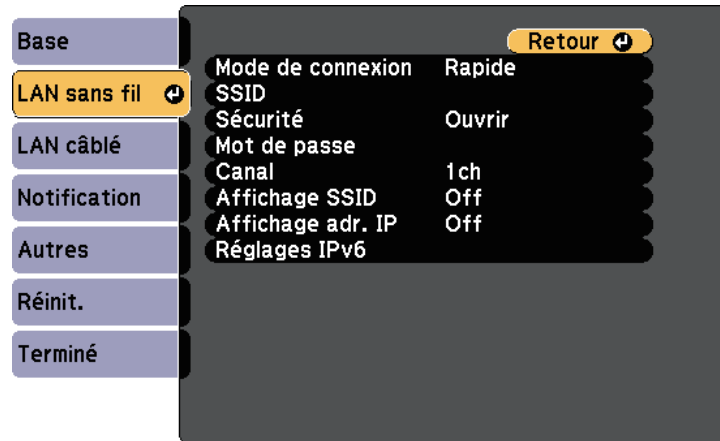 Base
LAN sans fil
LAN câblé
Notification
Autres
Réinit.
Terminé
Retour
Mode de connexion Rapide
SSID
Sécurité Ouvrir
Mot de passe
Canal 1ch
Affichage SSID Off
Affichage adr. IP Off
Réglages IPv6